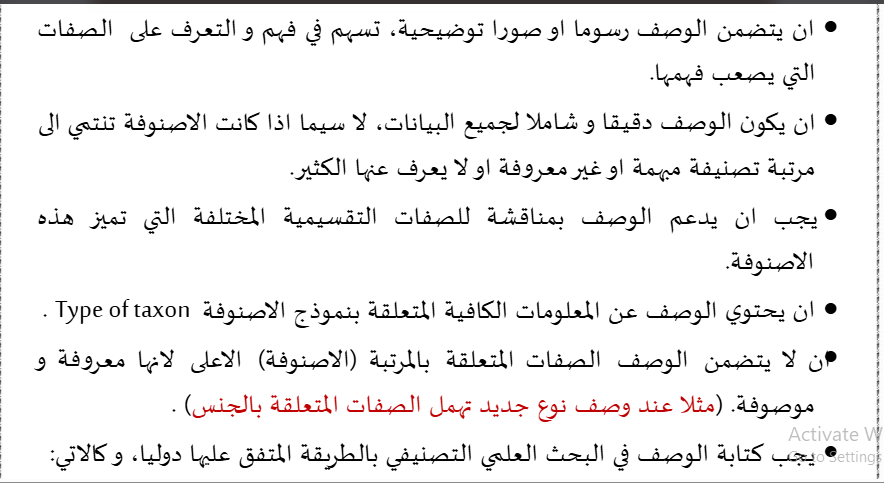 • ان يتضمن الوصف رسوما او صورا توضيحية، تسهم في فهم و التعرف على الصفات
التي يصعب فهمها.
• ان يكون الوصف دقيقا و شاملا لجميع البيانات، لا سيما اذا كانت الاصنوفة تنتمي الى
مرتبة تصنيفة مبهمة او غير معروفة او لا يعرف عنها الكثير.
• يجب ان يدعم الوصف بمناقشة للصفات التقسيمية المختلفة التي تميز هذه
الاصنوفة.
• ان يحتوي الوصف عن المعلومات الكافية المتعلقة بنموذج الاصنوفة Type of taxon .
• ن لا يتضمن الوصف الصفات المتعلقة بالمرتبة (الاصنوفة) الاعلى لانها معروفة و
موصوفة. (مثلا عند وصف نوع جديد تهمل الصفات المتعلقة بالجنس) .
• يجب كتابة الوصف في البحث العلمي التصنيفي بالطريقة المتفق عليها دوليا، و كالاتي:
Activate W
Go to Settings